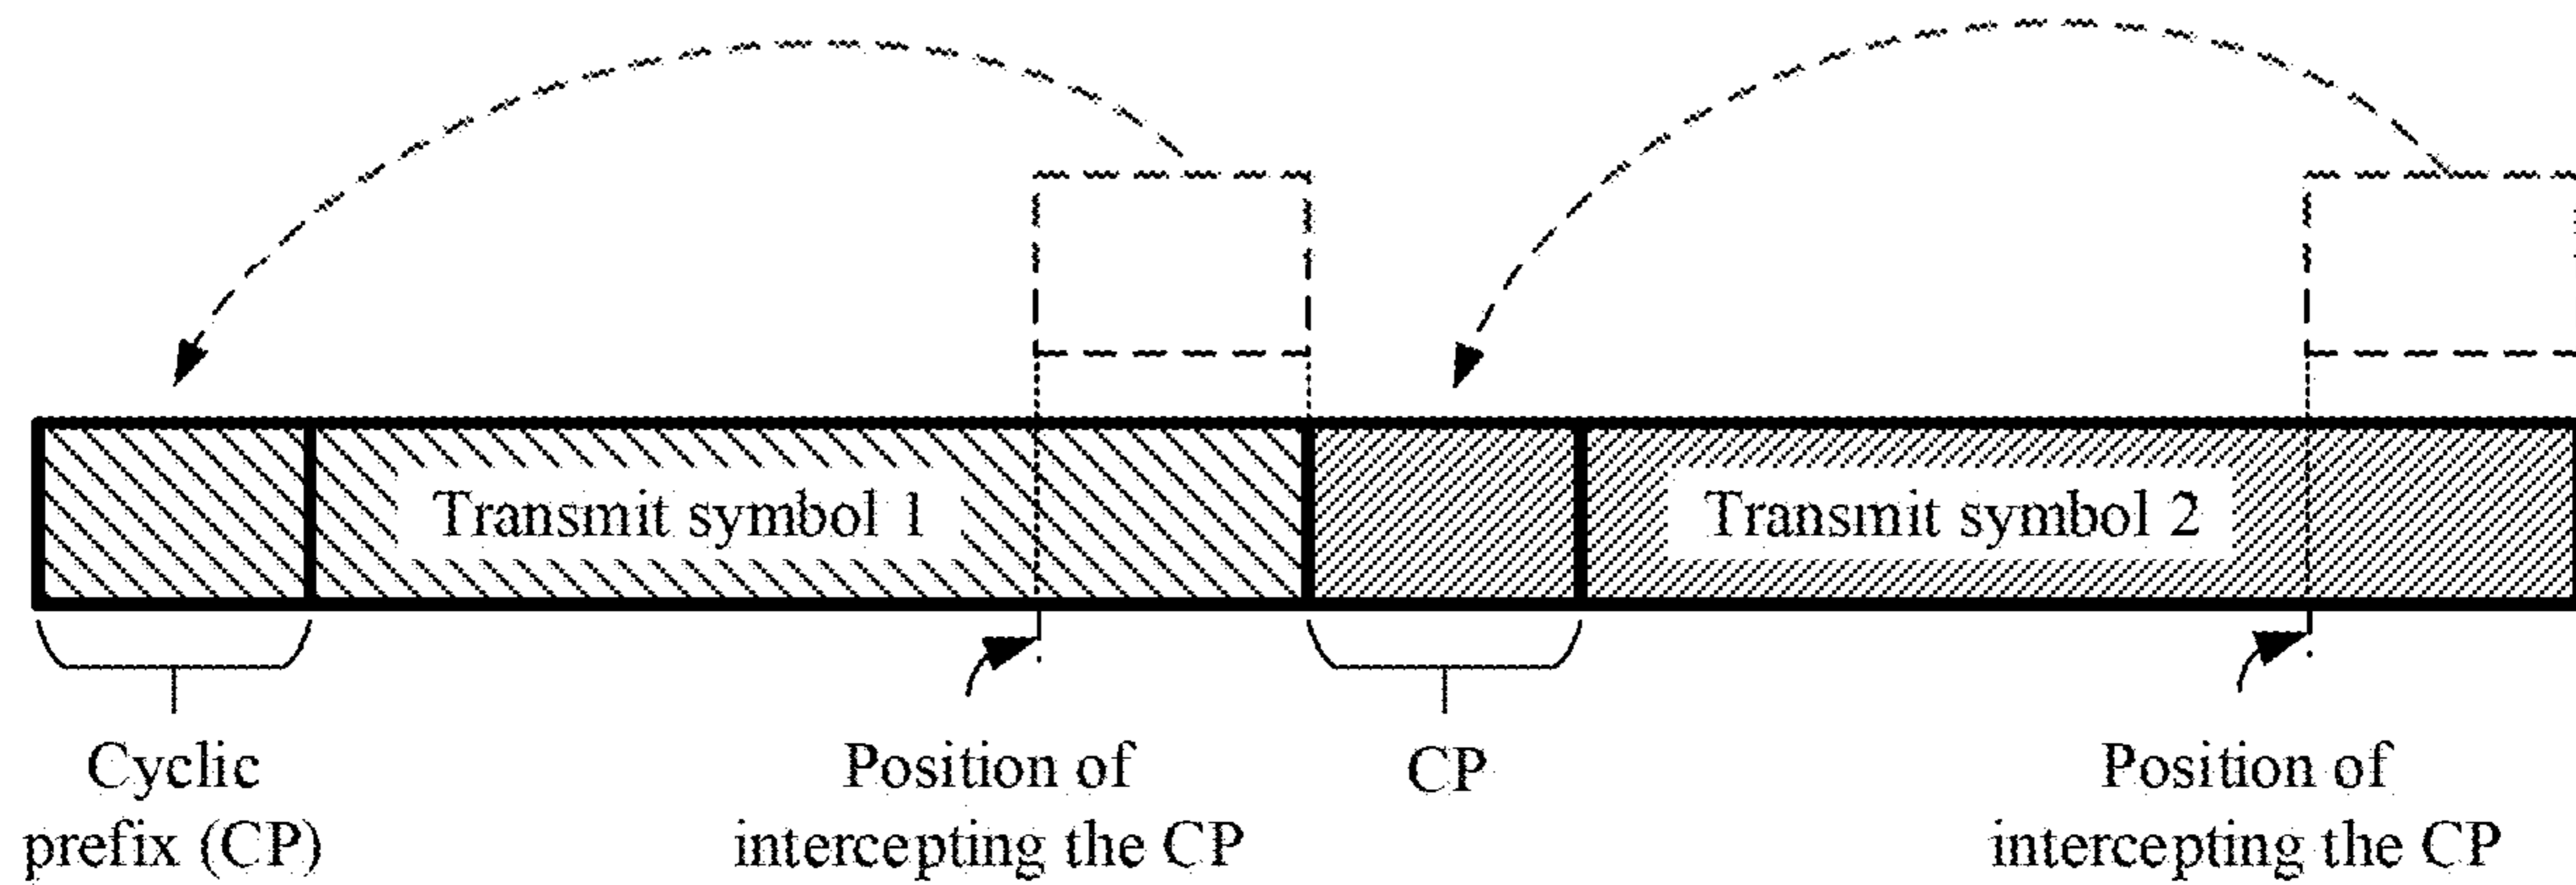 Transmit symbol 1
Transmit symbol 2
Cyclic
prefix (CP)
Position of
intercepting the CP
CP
Position of
intercepting the CP